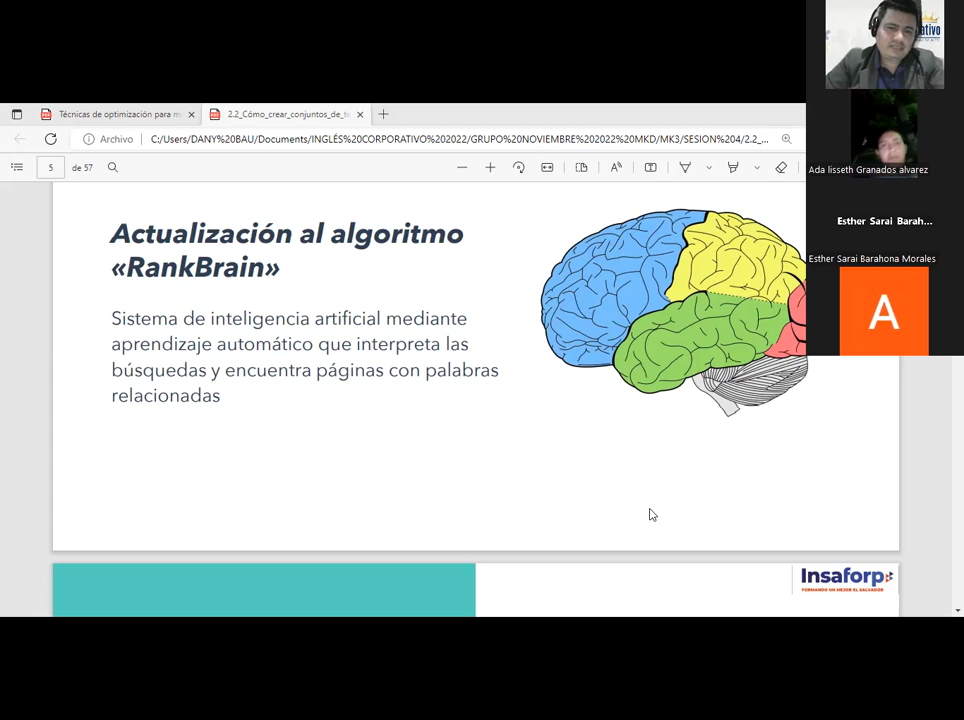 ativo
Técnicas de optimización para m
2.2_Cómo_crear_conjuntos_de_t
Archivo
C:/Users/DANY%20BAU/Documents/INGLÉS%20CORPORATIVO%202022/GRUPO%20NOVIEMBRE%202022%20MKD/MK3/SESION%204/2.2_...
5
de 57
Ada lisseth Granados alvarez
Esther Sarai Barah...
Esther Sarai Barahona Morales
A
Actualización al algoritmo
«RankBrain»
Sistema de inteligencia artificial mediante
aprendizaje automático que interpreta las
búsquedas y encuentra páginas con palabras
relacionadas
Insaforp
FORMANDO UN MEJOR EL SALVADOR